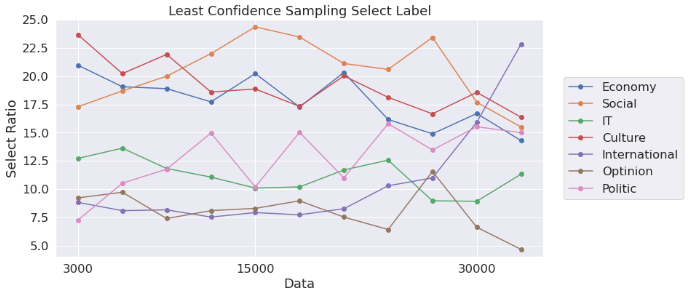 Least Confidence Sampling Select Label
25.0
22.5
20.0
17.5
15.0
12.5
10.0
7.5
5.0
Select Ratio
3000
15000
30000
Data
Economy
Social
IT
Culture
International
Optinion
Politic